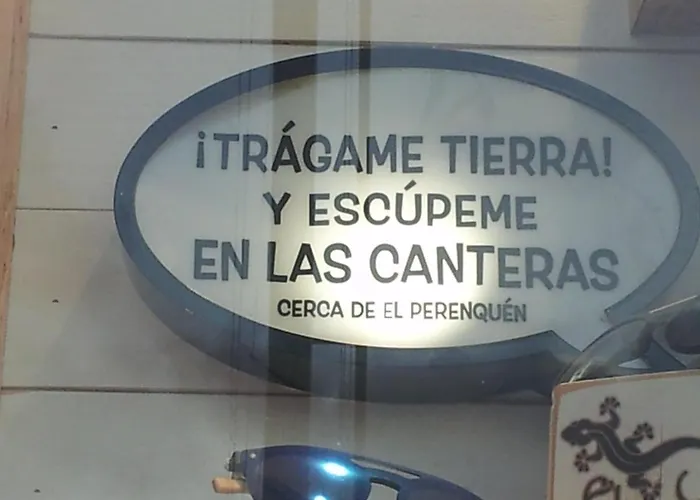 ¡TRÁGAME TIERRA!
Y ESCÚPEME
EN LAS CANTERAS
CERCA DE EL PERENQUÉN